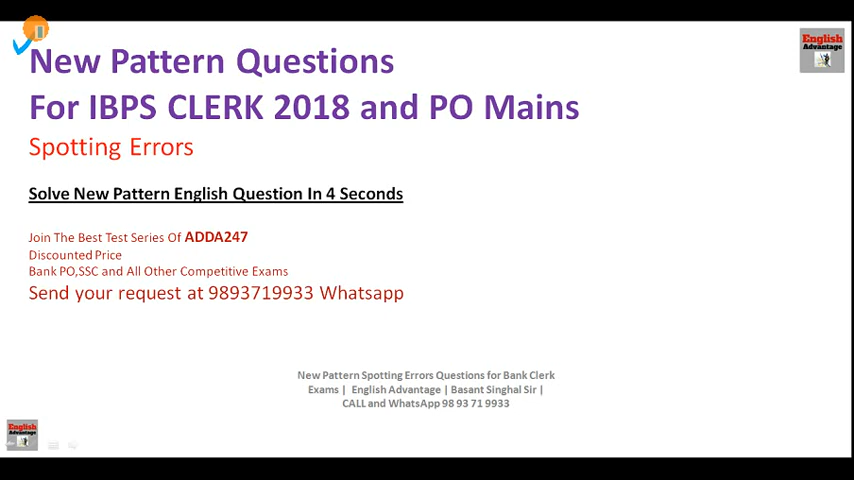 New Pattern Questions
For IBPS CLERK 2018 and PO Mains
English
Advantage
Spotting Errors
Solve New Pattern English Question In 4 Seconds
Join The Best Test Series Of ADDA247
Discounted Price
Bank PO,SSC and All Other Competitive Exams
Send your request at 9893719933 Whatsapp
New Pattern Spotting Errors Questions for Bank Clerk
Exams | English Advantage | Basant Singhal Sir |
CALL and WhatsApp 98 93 71 9933
English
Advantage